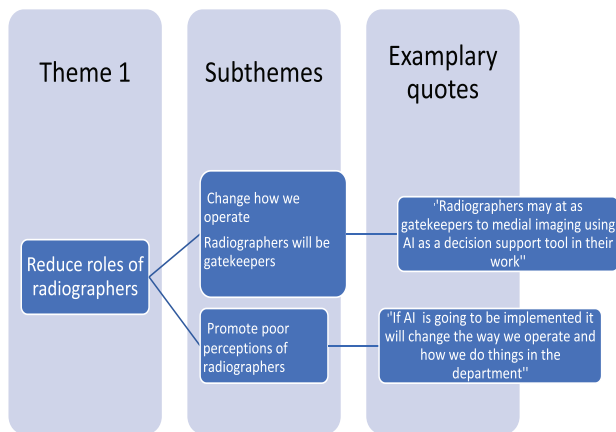 Theme 1
Subthemes
Examplary
quotes
Reduce roles of
radiographers
Change how we
operate
Radiographers will be
gatekeepers
Promote poor
perceptions of
radiographers
‘'Radiographers may at as
gatekeepers to medial imaging using
AI as a decision support tool in their
work''
‘'If AI  is going to be implemented it
will change the way we operate and
how we do things in the
department''